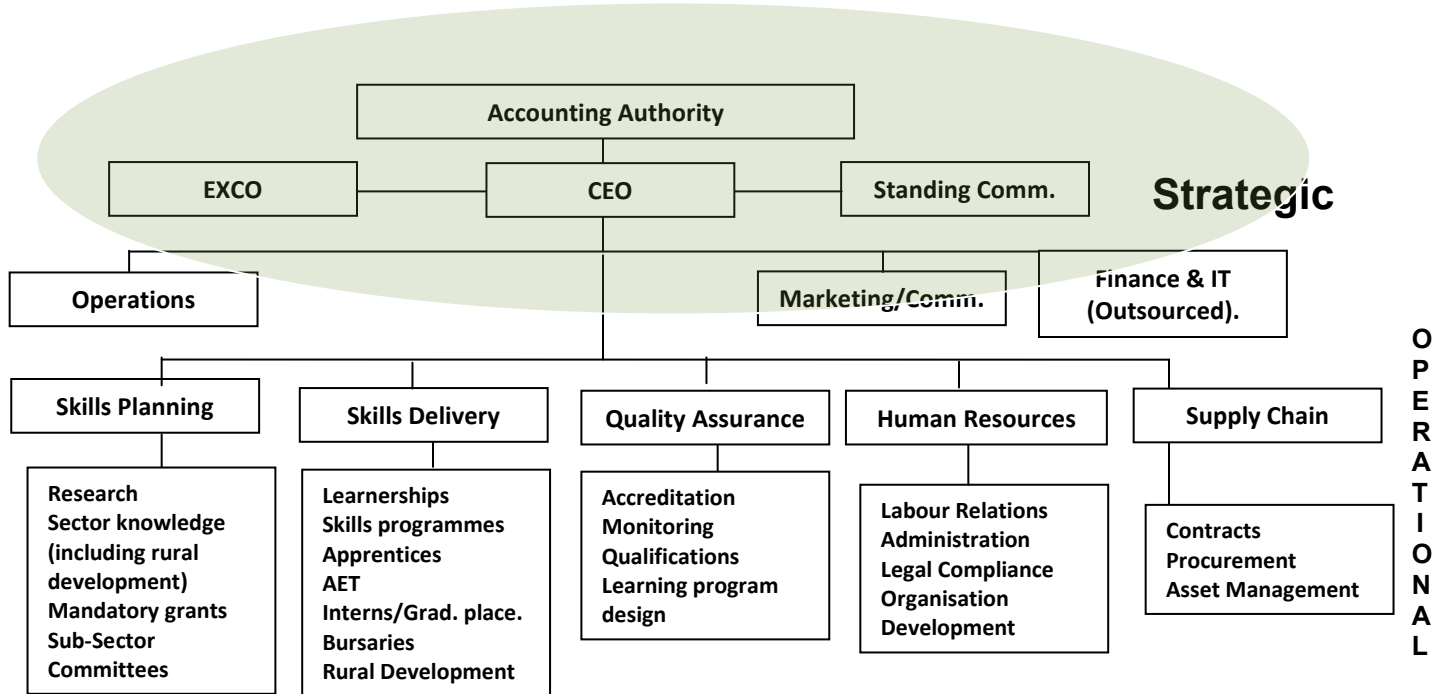 Accounting Authority
EXCO
CEO
Standing Comm.
Strategic
Operations
Marketing/Comm.
Finance & IT
(Outsourced).
Skills Planning
Skills Delivery
Quality Assurance
Human Resources
Supply Chain
Research
Sector knowledge
(including rural
development)
Mandatory grants
Sub-Sector
Committees
Learnerships
Skills programmes
Apprentices
AET
Interns/Grad. place.
Bursaries
Rural Development
Accreditation
Monitoring
Qualifications
Learning program
design
Labour Relations
Administration
Legal Compliance
Organisation
Development
Contracts
Procurement
Asset Management
O
P
E
R
A
T
I
O
N
A
L